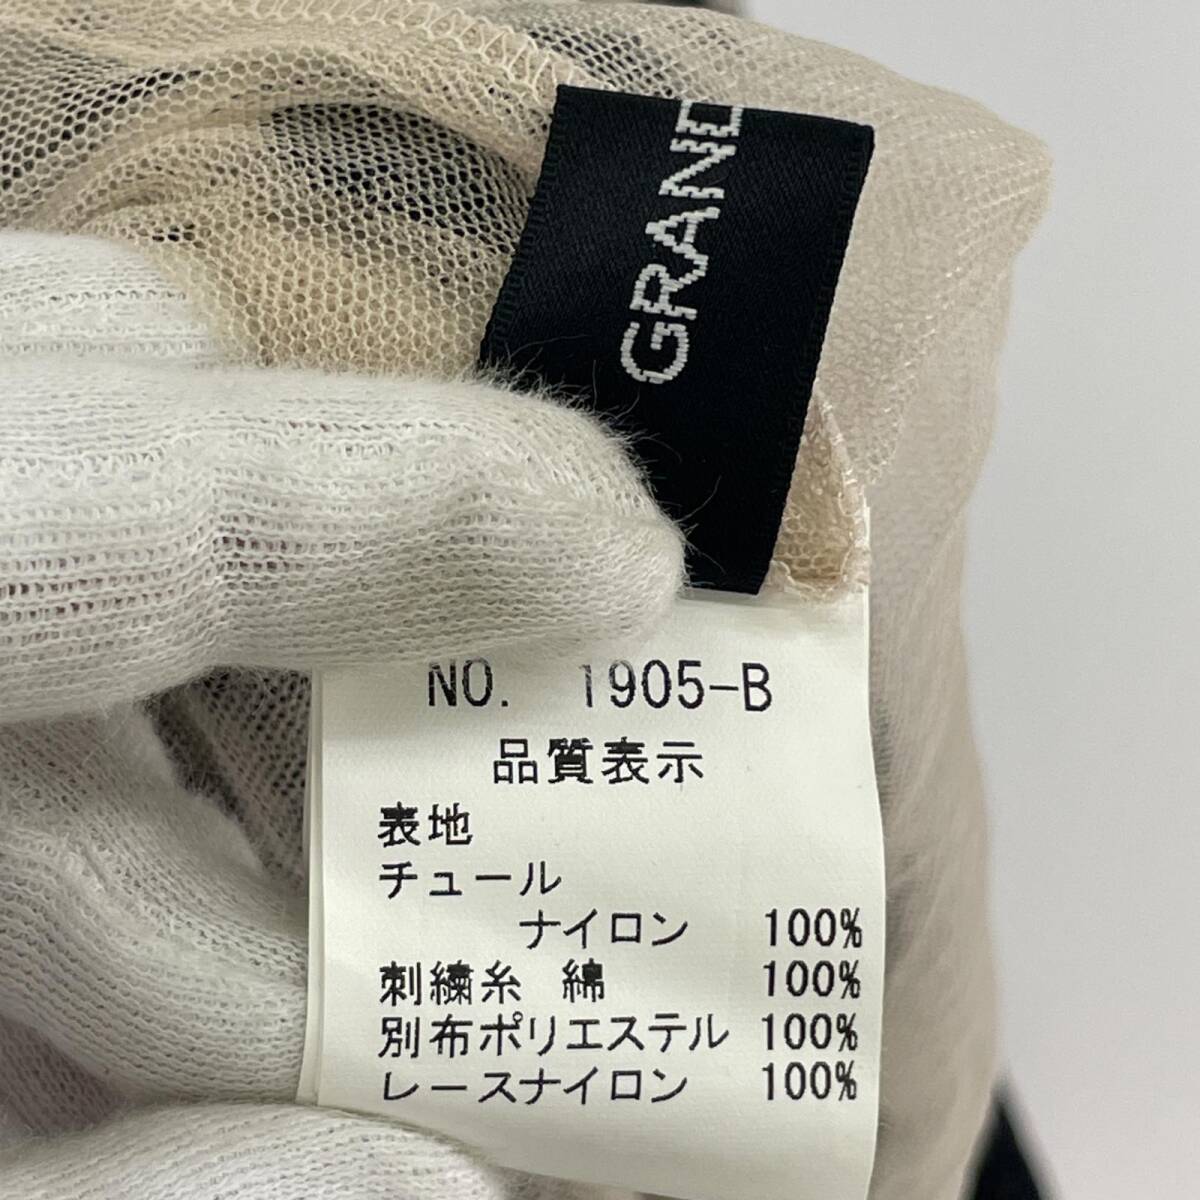 GRAND
NO. 1905-B
品質表示
表地
チュール
ナイロン 100%
刺繍糸 綿 100%
別布ポリエステル 100%
レースナイロン 100%